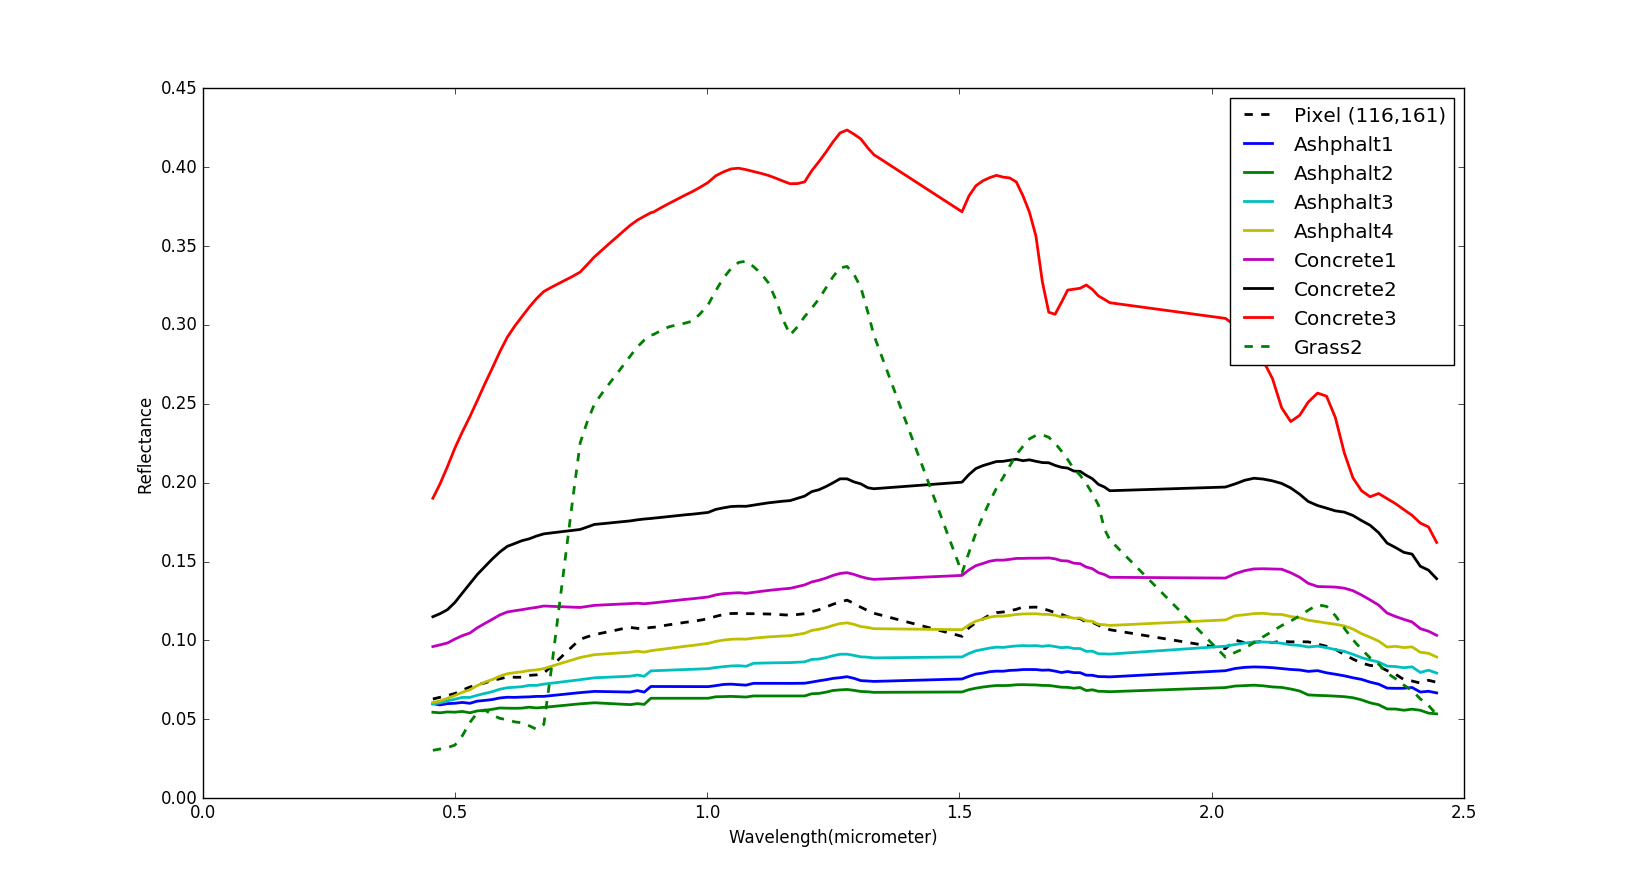 0.45
0.40
0.35
0.30
0.25
0.20
0.15
0.10
0.05
0.00
Reflectance
0.0 0.5 1.0 1.5 2.0 2.5
Wavelength(micrometer)
Pixel (116,161)
Ashphalt1
Ashphalt2
Ashphalt3
Ashphalt4
Concrete1
Concrete2
Concrete3
Grass2